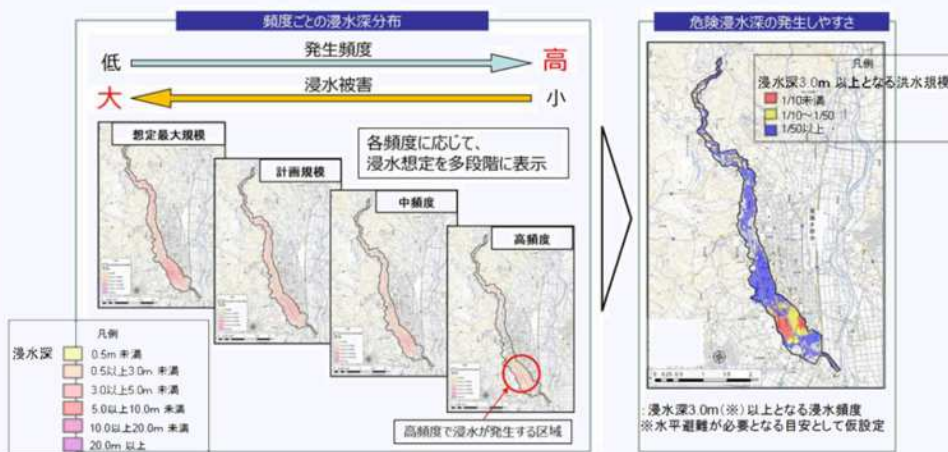 頻度ごとの浸水深分布
低
発生頻度
高
大
浸水被害
小
想定最大規模
計画規模
中頻度
高頻度
各頻度に応じて、
浸水想定を多段階に表示
凡例
浸水深
0.5m 未満
0.5以上3.0m 未満
3.0以上5.0m 未満
5.0以上10.0m 未満
10.0以上20.0m 未満
20.0m 以上
高頻度で浸水が発生する区域
危険浸水深の発生しやすさ
凡例
浸水深3.0m 以上となる洪水規模
1/10未満
1/10～1/50
1/50以上
: 浸水深3.0m(※)以上となる浸水頻度
※水平避難が必要となる目安として仮設定